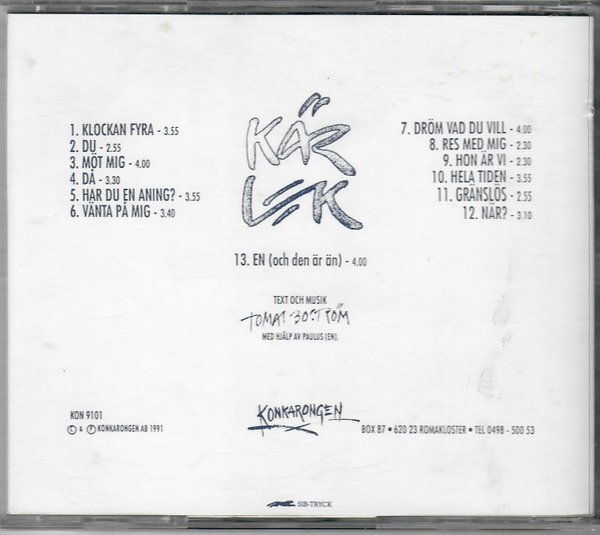 KÄR
LEK
1. KLOCKAN FYRA - 3.55
2. DU - 2.55
3. MÖT MIG - 4.00
4. DÅ - 3.30
5. HAR DU EN ANING? - 3.55
6. VÄNTA PÅ MIG - 3.40
7. DRÖM VAD DU VILL - 4.00
8. RES MED MIG - 2.30
9. HON ÄR VI - 2.30
10. HELA TIDEN - 3.55
11. GRÄNSLÖS - 2.55
12. NÄR? - 3.10
13. EN (och den är än) - 4.00
TEXT OCH MUSIK
TOMAS BOSTRÖM
MED HJÄLP AV PAULUS (EN).
KON 9101
© & ℗ KONKARONGEN AB 1991
KONKARONGEN
BOX 87 • 620 23 ROMAKLOSTER • TEL 0498 - 500 53
SIB-TRYCK